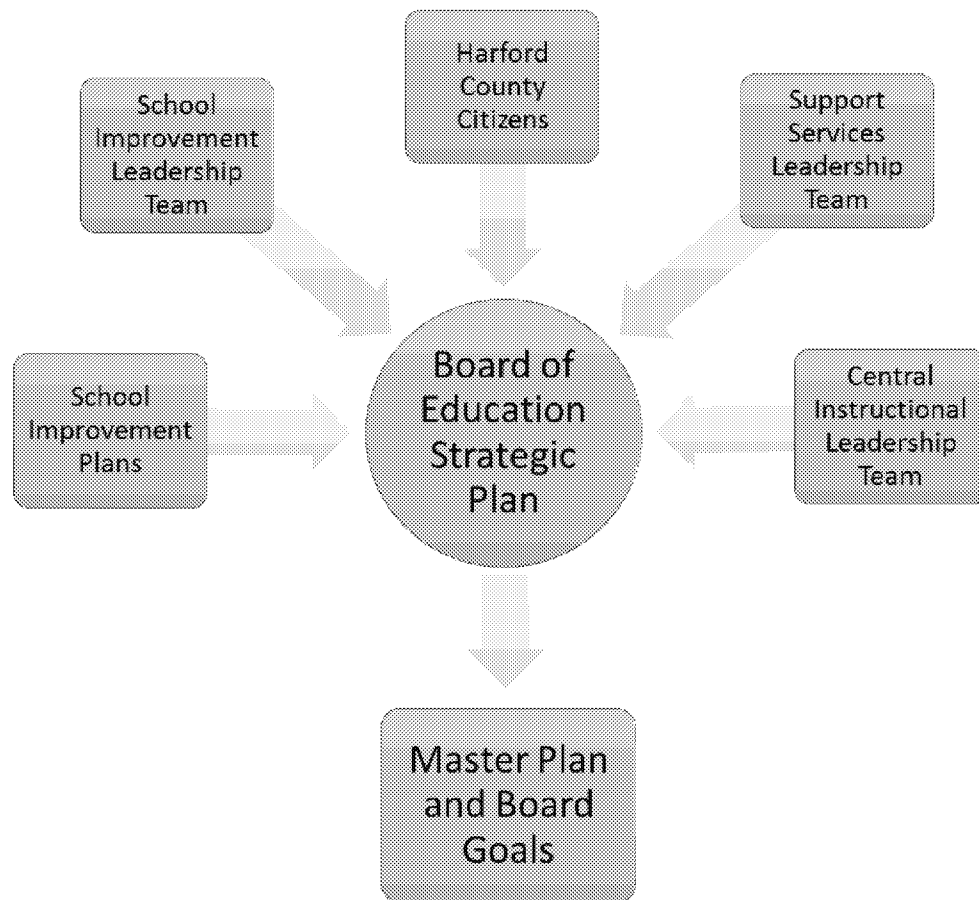 Harford
County
Citizens
School
Improvement
Leadership
Team
Support
Services
Leadership
Team
School
Improvement
Plans
Board of
Education
Strategic
Plan
Central
Instructional
Leadership
Team
Master Plan
and Board
Goals